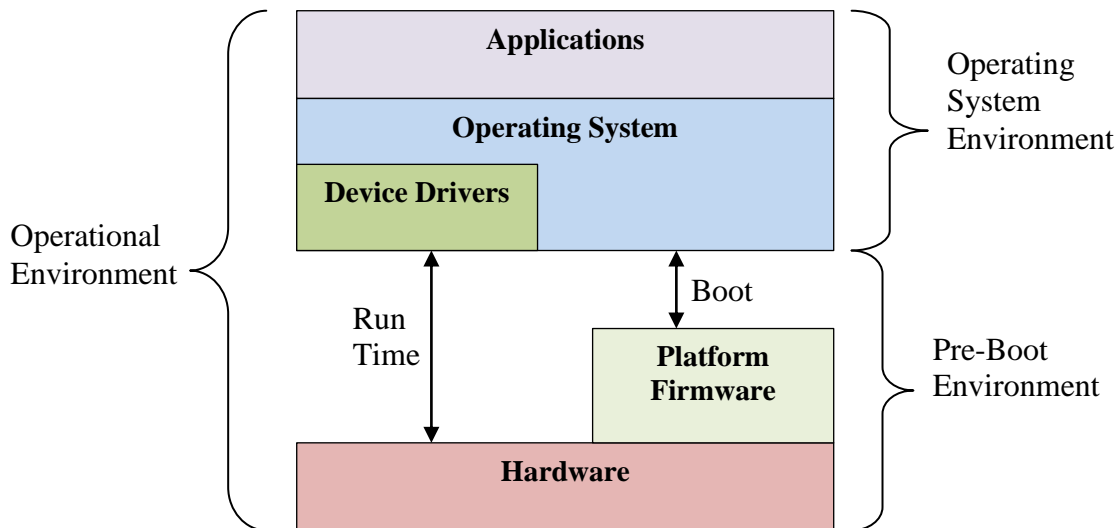 Applications
Operating System
Device Drivers
Operating
System
Environment
Operational
Environment
Run
Time
Boot
Platform
Firmware
Pre-Boot
Environment
Hardware